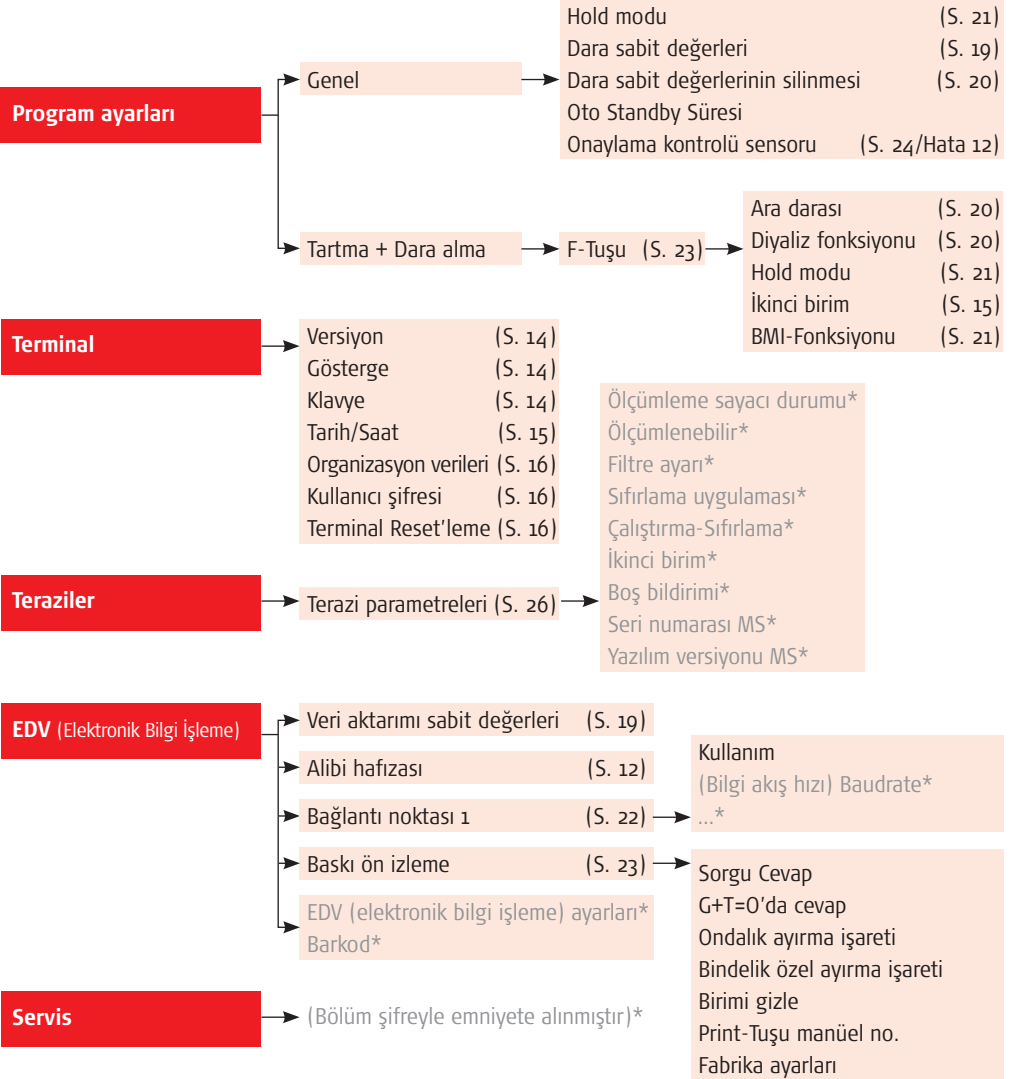 Program ayarları
Genel
Hold modu (S. 21)
Dara sabit değerleri (S. 19)
Dara sabit değerlerinin silinmesi (S. 20)
Oto Standby Süresi
Onaylama kontrolü sensoru (S. 24/Hata 12)
Tartma + Dara alma
F-Tuşu (S. 23)
Ara darası (S. 20)
Diyaliz fonksiyonu (S. 20)
Hold modu (S. 21)
İkinci birim (S. 15)
BMI-Fonksiyonu (S. 21)
Terminal
Versiyon (S. 14)
Gösterge (S. 14)
Klavye (S. 14)
Tarih/Saat (S. 15)
Organizasyon verileri (S. 16)
Kullanıcı şifresi (S. 16)
Terminal Reset’leme (S. 16)
Teraziler
Terazi parametreleri (S. 26)
Ölçümleme sayacı durumu*
Ölçümlenebilir*
Filtre ayarı*
Sıfırlama uygulaması*
Çalıştırma-Sıfırlama*
İkinci birim*
Boş bildirimi*
Seri numarası MS*
Yazılım versiyonu MS*
EDV (Elektronik Bilgi İşleme)
Veri aktarımı sabit değerleri (S. 19)
Alibi hafızası (S. 12)
Bağlantı noktası 1 (S. 22)
Kullanım
(Bilgi akış hızı) Baudrate*
...*
Baskı ön izleme (S. 23)
Sorgu Cevap
G+T=O’da cevap
Ondalık ayırma işareti
Bindelik özel ayırma işareti
Birimi gizle
Print-Tuşu manüel no.
Fabrika ayarları
EDV (elektronik bilgi işleme) ayarları*
Barkod*
Servis
(Bölüm şifreyle emniyete alınmıştır)*